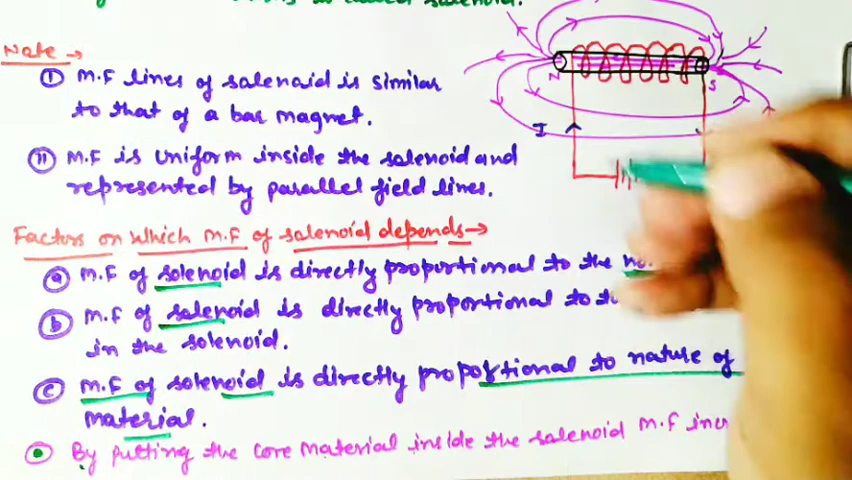 is called solenoid.
Note →
(i) M.F lines of solenoid is similar
to that of a bar magnet.
(ii) M.F is uniform inside the solenoid and
represented by parallel field lines.
N
S
I
Factors on which M.F of solenoid depends→
(a) M.F of solenoid is directly proportional to the
(b) M.F of solenoid is directly proportional to
in the solenoid.
(c) M.F of solenoid is directly proportional to nature of
material.
By putting the core material inside the solenoid M.F